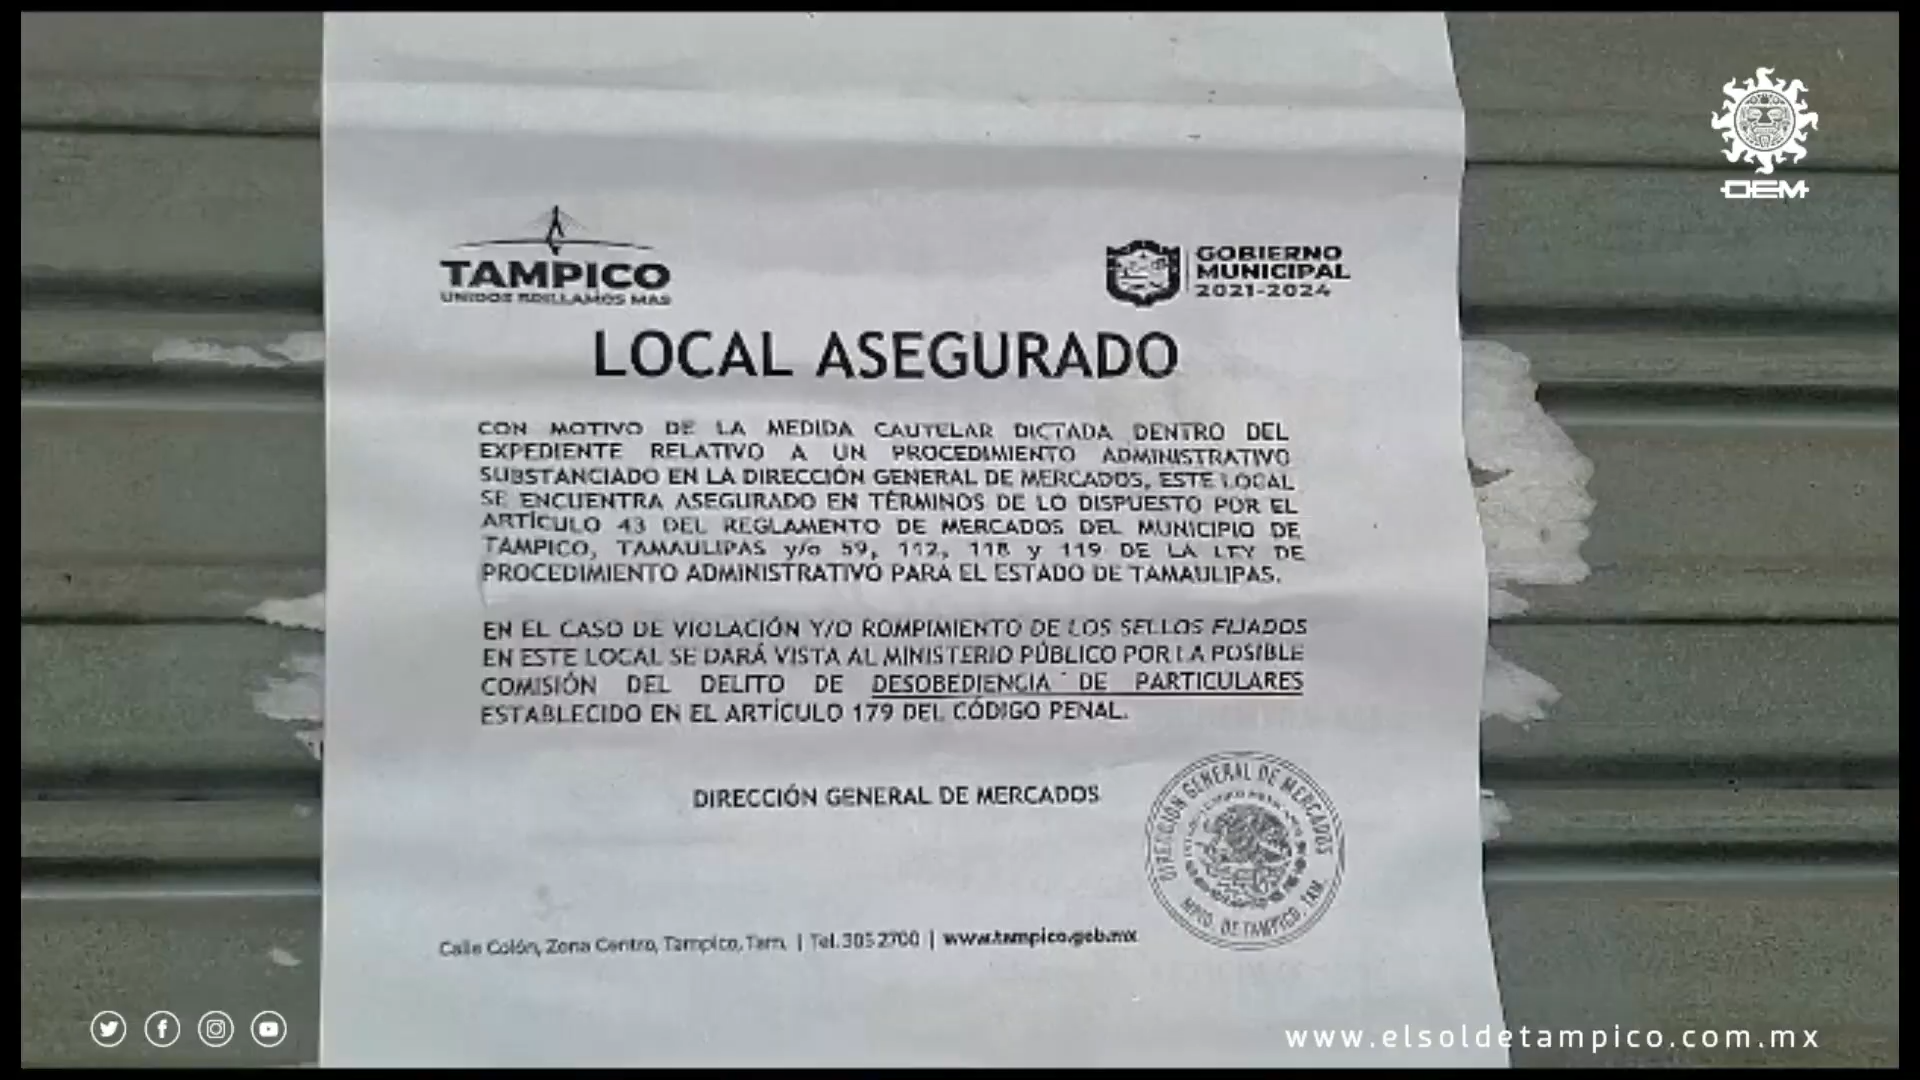 OEM
TAMPICO
UNIDOS BRILLAMOS MAS
GOBIERNO
MUNICIPAL
2021-2024
LOCAL ASEGURADO
CON MOTIVO DE LA MEDIDA CAUTELAR DICTADA DENTRO DEL
EXPEDIENTE RELATIVO A UN PROCEDIMIENTO ADMINISTRATIVO
SUBSTANCIADO EN LA DIRECCIÓN GENERAL DE MERCADOS, ESTE LOCAL
SE ENCUENTRA ASEGURADO EN TÉRMINOS DE LO DISPUESTO POR EL
ARTÍCULO 43 DEL REGLAMENTO DE MERCADOS DEL MUNICIPIO DE
TAMPICO, TAMAULIPAS y/o 59, 112, 118 y 119 DE LA LEY DE
PROCEDIMIENTO ADMINISTRATIVO PARA EL ESTADO DE TAMAULIPAS.
EN EL CASO DE VIOLACIÓN Y/O ROMPIMIENTO DE LOS SELLOS FIJADOS
EN ESTE LOCAL SE DARÁ VISTA AL MINISTERIO PÚBLICO POR LA POSIBLE
COMISIÓN DEL DELITO DE DESOBEDIENCIA DE PARTICULARES
ESTABLECIDO EN EL ARTÍCULO 179 DEL CÓDIGO PENAL.
DIRECCIÓN GENERAL DE MERCADOS
DIRECCIÓN GENERAL DE MERCADOS
MPIO. DE TAMPICO, TAM.
Calle Colón, Zona Centro, Tampico, Tam. | Tel. 305 2700 | www.tampico.gob.mx
www.elsoldetampico.com.mx